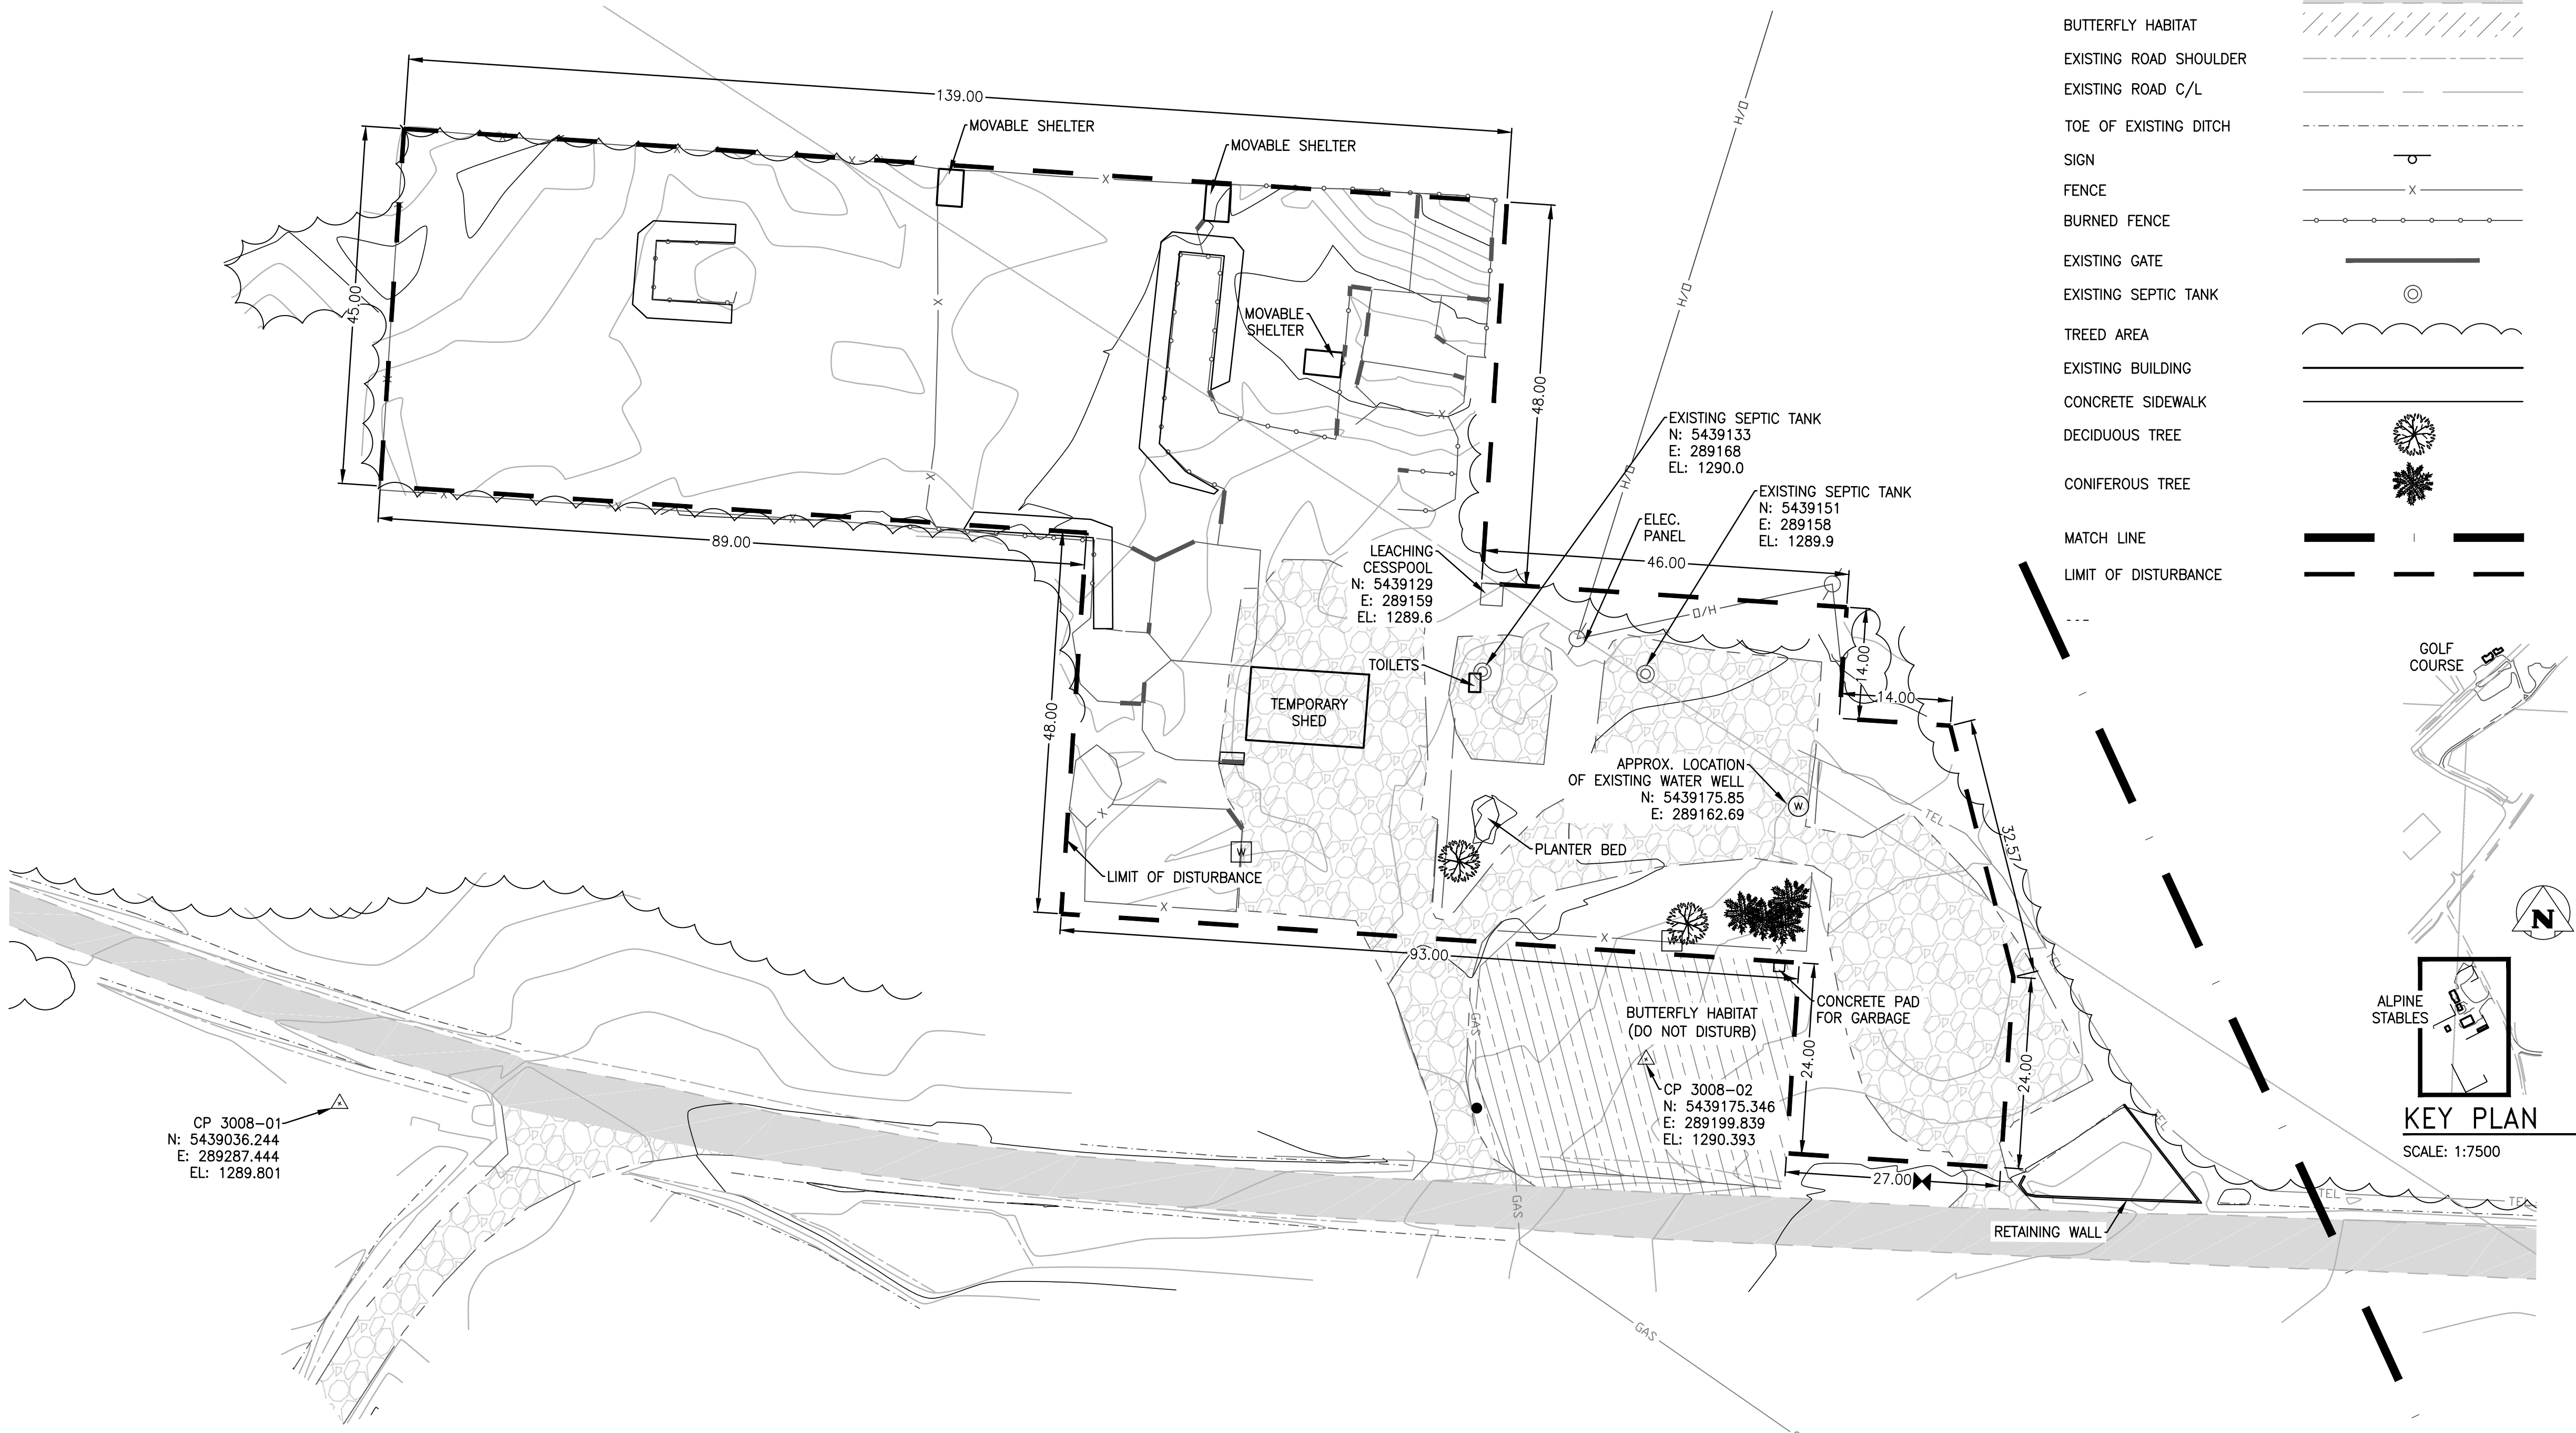 BUTTERFLY HABITAT
EXISTING ROAD SHOULDER
EXISTING ROAD C/L
TOE OF EXISTING DITCH
SIGN
FENCE
X
BURNED FENCE
EXISTING GATE
EXISTING SEPTIC TANK
TREED AREA
EXISTING BUILDING
CONCRETE SIDEWALK
DECIDUOUS TREE
CONIFEROUS TREE
MATCH LINE
LIMIT OF DISTURBANCE
139.00
MOVABLE SHELTER
MOVABLE SHELTER
MOVABLE
SHELTER
45.00
48.00
89.00
46.00
O/H
O/H
O/H
O/H
EXISTING SEPTIC TANK
N: 5439133
E: 289168
EL: 1290.0
EXISTING SEPTIC TANK
N: 5439151
E: 289158
EL: 1289.9
ELEC.
PANEL
LEACHING
CESSPOOL
N: 5439129
E: 289159
EL: 1289.6
TOILETS
TEMPORARY
SHED
14.00
14.00
48.00
APPROX. LOCATION
OF EXISTING WATER WELL
N: 5439175.85
E: 289162.69
W
TEL
32.57
PLANTER BED
W
LIMIT OF DISTURBANCE
93.00
W
TEL
BUTTERFLY HABITAT
(DO NOT DISTURB)
CONCRETE PAD
FOR GARBAGE
GAS
24.00
24.00
CP 3008-02
N: 5439175.346
E: 289199.839
EL: 1290.393
CP 3008-01
N: 5439036.244
E: 289287.444
EL: 1289.801
27.00
TEL
TEL
TEL
GAS
RETAINING WALL
GAS
GOLF
COURSE
N
ALPINE
STABLES
KEY PLAN
SCALE: 1:7500